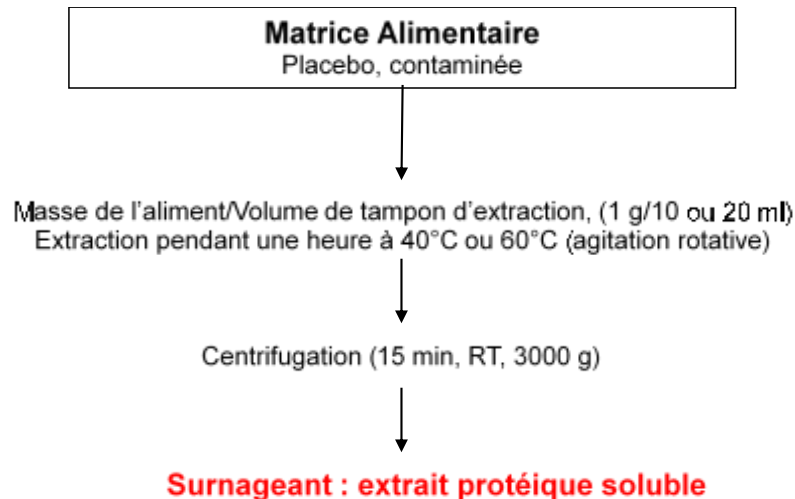 Matrice Alimentaire
Placebo, contaminée
Masse de l'aliment/Volume de tampon d'extraction, (1 g/10 ou 20 ml)
Extraction pendant une heure à 40°C ou 60°C (agitation rotative)
Centrifugation (15 min, RT, 3000 g)
Surnageant : extrait protéique soluble